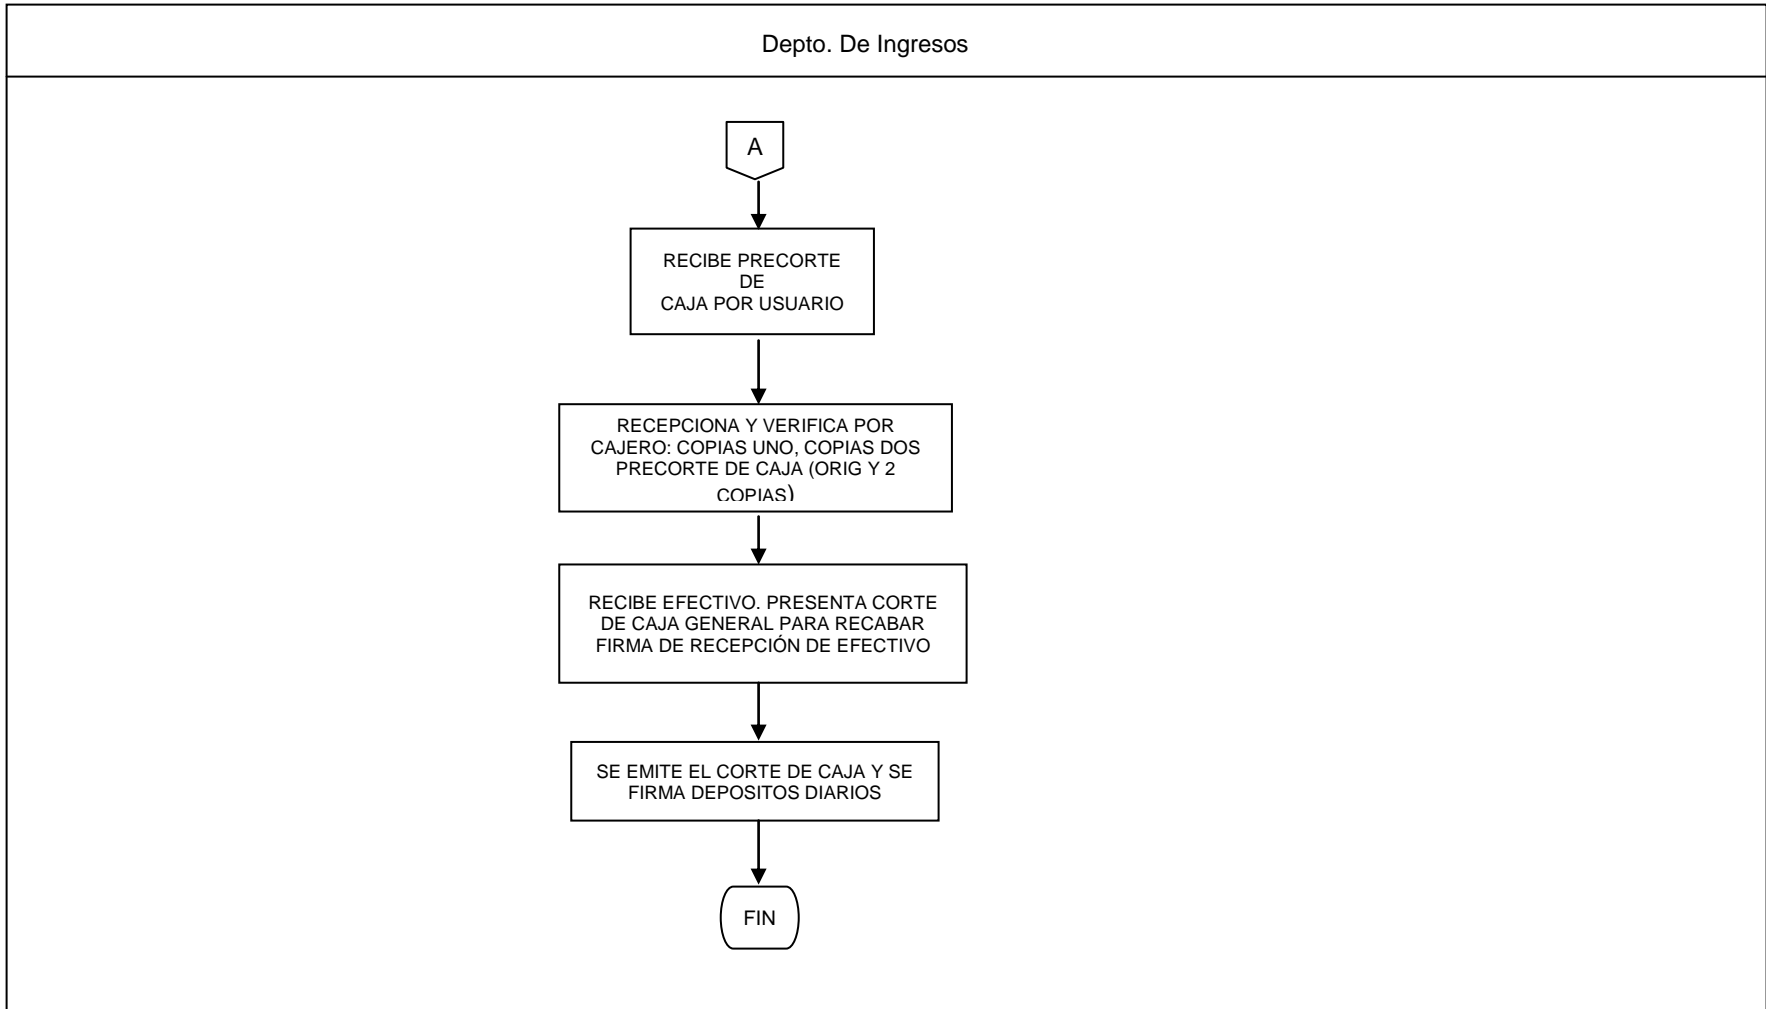 Depto. De Ingresos
A
RECIBE PRECORTE
DE
CAJA POR USUARIO
RECEPCIONA Y VERIFICA POR
CAJERO: COPIAS UNO, COPIAS DOS
PRECORTE DE CAJA (ORIG Y 2
COPIAS)
RECIBE EFECTIVO. PRESENTA CORTE
DE CAJA GENERAL PARA RECABAR
FIRMA DE RECEPCIÓN DE EFECTIVO
SE EMITE EL CORTE DE CAJA Y SE
FIRMA DEPOSITOS DIARIOS
FIN